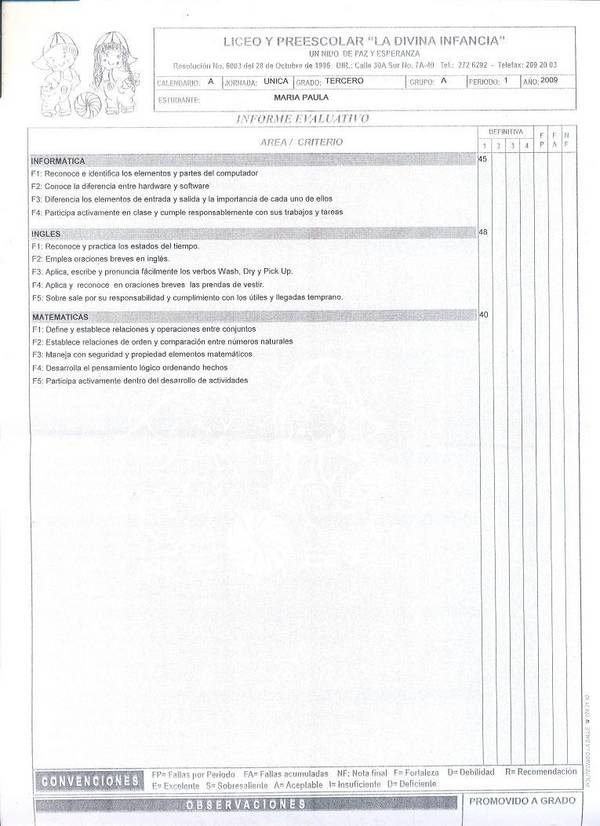 LICEO Y PREESCOLAR "LA DIVINA INFANCIA"
UN NIDO DE PAZ Y ESPERANZA
Resolución No. 6003 del 28 de Octubre de 1996 DIR.: Calle 39A Sur No. 7A-49 Tel.: 272 6292 - Telefax: 209 20 03
CALENDARIO: A JORNADA: UNICA GRADO: TERCERO GRUPO: A PERIODO: 1 AÑO: 2009
ESTUDIANTE: MARIA PAULA
INFORME EVALUATIVO
AREA / CRITERIO DEFINITIVA 1 2 3 4 F P F A N F
INFORMATICA 45
F1: Reconoce e identifica los elementos y partes del computador
F2: Conoce la diferencia entre hardware y software
F3: Diferencia los elementos de entrada y salida y la importancia de cada uno de ellos
F4: Participa activamente en clase y cumple responsablemente con sus trabajos y tareas
INGLES 48
F1: Reconoce y practica los estados del tiempo.
F2: Emplea oraciones breves en inglés.
F3: Aplica, escribe y pronuncia fácilmente los verbos Wash, Dry y Pick Up.
F4: Aplica y reconoce en oraciones breves las prendas de vestir.
F5: Sobre sale por su responsabilidad y cumplimiento con los útiles y llegadas temprano.
MATEMATICAS 40
F1: Define y establece relaciones y operaciones entre conjuntos
F2: Establece relaciones de orden y comparación entre números naturales
F3: Maneja con seguridad y propiedad elementos matemáticos
F4: Desarrolla el pensamiento lógico ordenando hechos
F5: Participa activamente dentro del desarrollo de actividades
CONVENCIONES
FP= Fallas por Periodo FA= Fallas acumuladas NF: Nota final F= Fortaleza D= Debilidad R= Recomendación
E= Excelente S= Sobresaliente A= Aceptable I= Insuficiente D= Deficiente
OBSERVACIONES
PROMOVIDO A GRADO